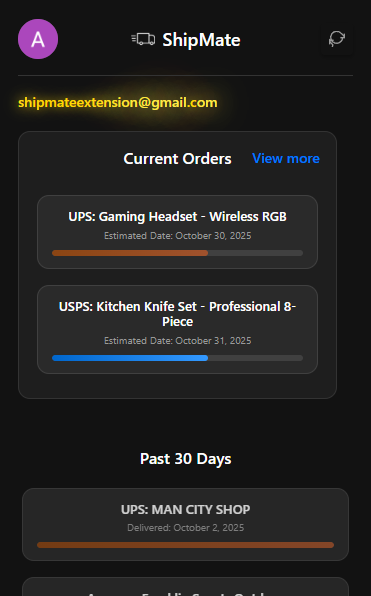 A
ShipMate
shipmateextension@gmail.com
Current Orders
View more
UPS: Gaming Headset - Wireless RGB
Estimated Date: October 30, 2025
USPS: Kitchen Knife Set - Professional 8-
Piece
Estimated Date: October 31, 2025
Past 30 Days
UPS: MAN CITY SHOP
Delivered: October 2, 2025